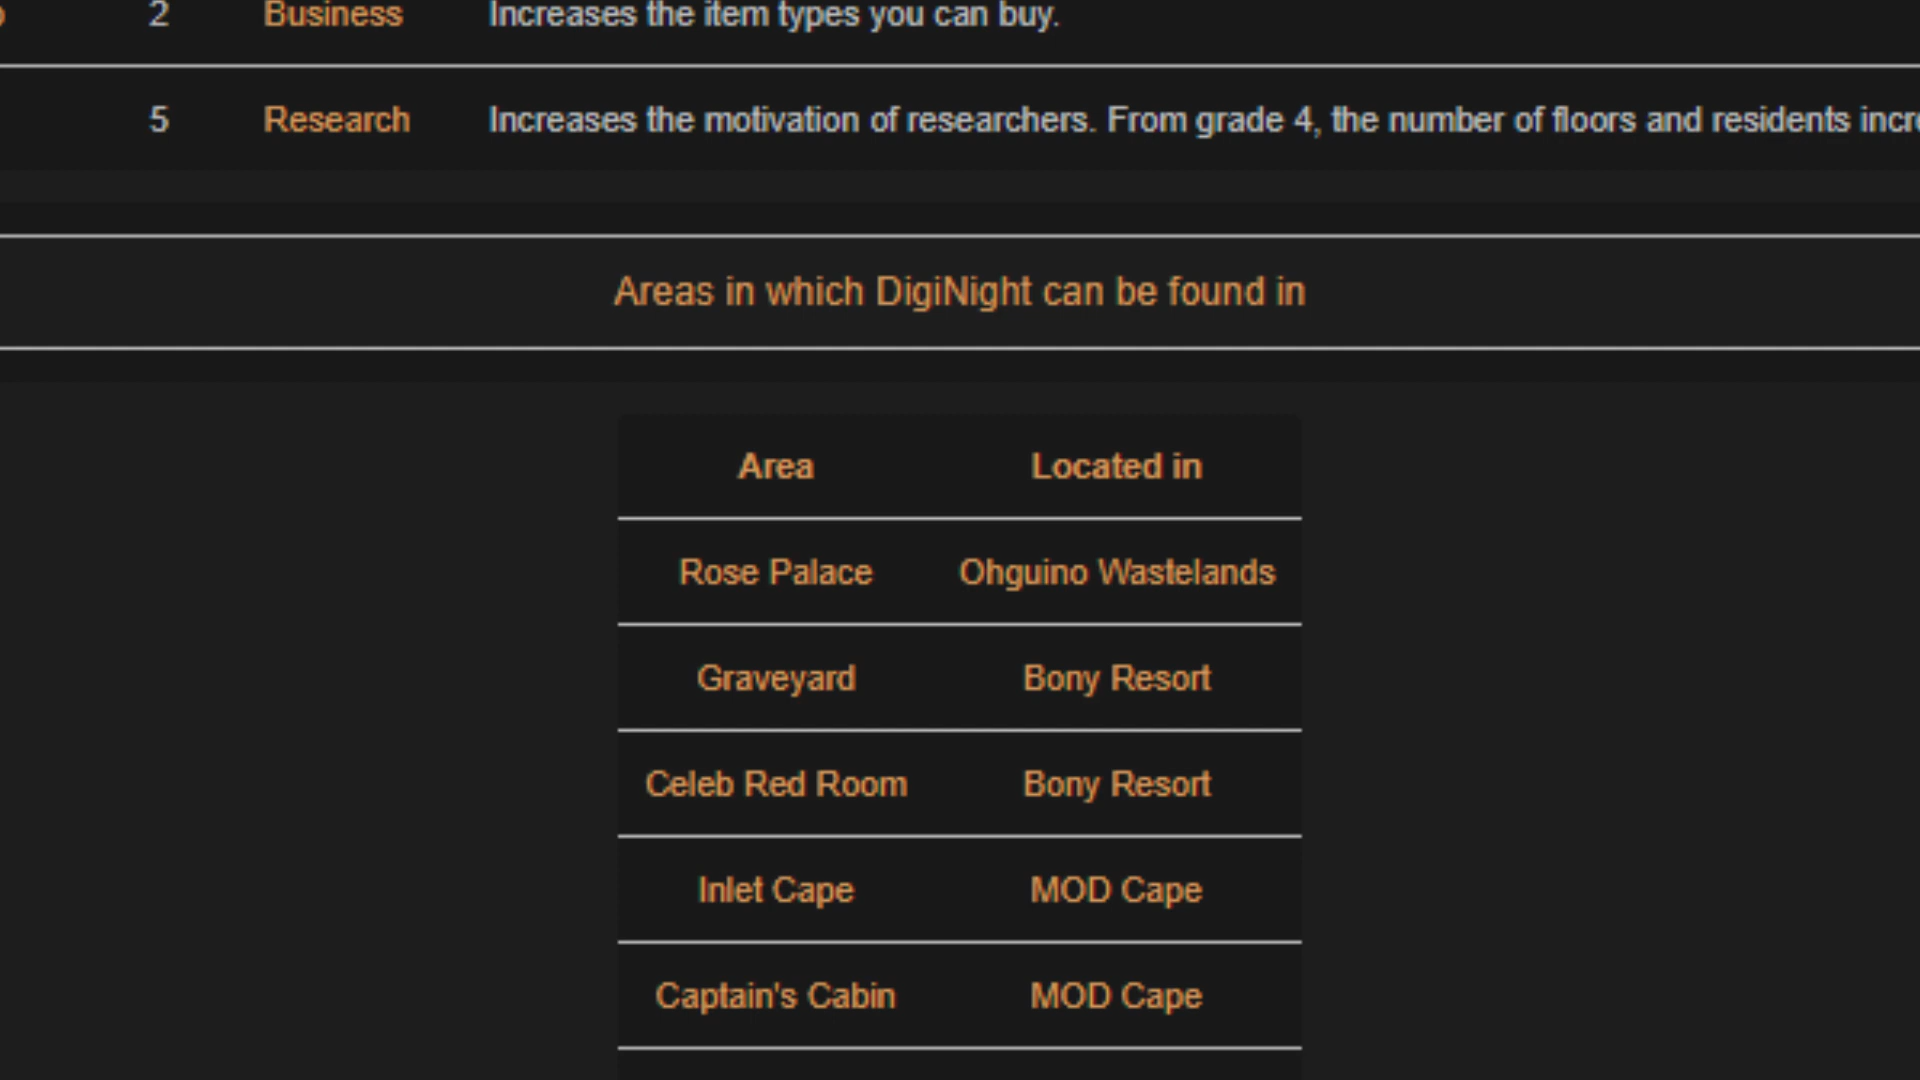 2 Business Increases the item types you can buy.
5 Research Increases the motivation of researchers. From grade 4, the number of floors and residents
Areas in which DigiNight can be found in
Area Located in
Rose Palace Ohguino Wastelands
Graveyard Bony Resort
Celeb Red Room Bony Resort
Inlet Cape MOD Cape
Captain's Cabin MOD Cape